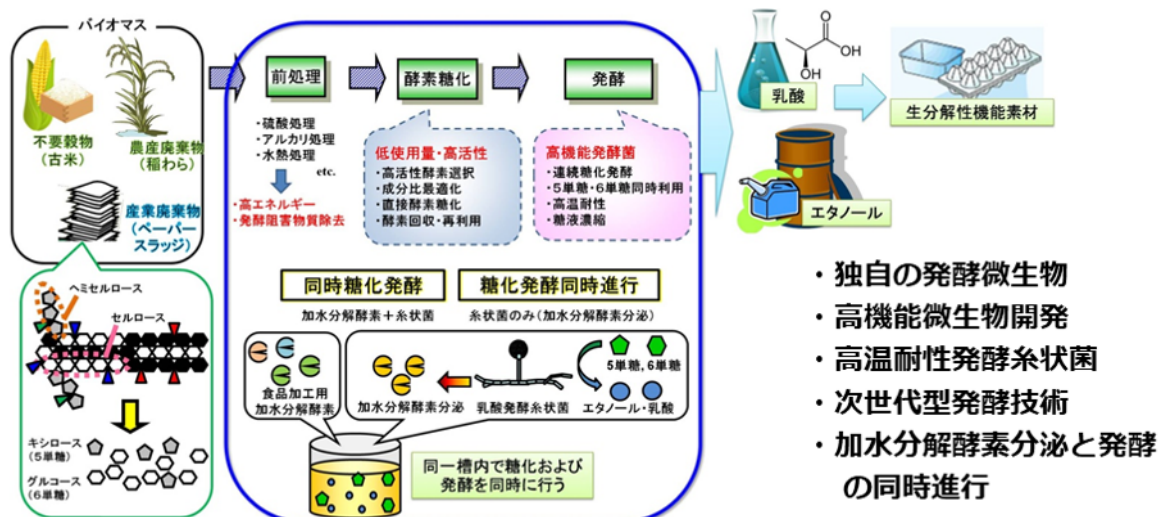 バイオマス
不要穀物
(古米)
農産廃棄物
(稲わら)
産業廃棄物
(ペーパー
スラッジ)
ヘミセルロース
セルロース
キシロース
(5単糖)
グルコース
(6単糖)
前処理
酵素糖化
発酵
・硫酸処理
・アルカリ処理
・水熱処理
etc.
・高エネルギー
・発酵阻害物質除去
低使用量・高活性
・高活性酵素選択
・成分比最適化
・直接酵素糖化
・酵素回収・再利用
高機能発酵菌
・連続糖化発酵
・5単糖・6単糖同時利用
・高温耐性
・糖液濃縮
同時糖化発酵
加水分解酵素+糸状菌
糖化発酵同時進行
糸状菌のみ(加水分解酵素分泌)
食品加工用
加水分解酵素
加水分解酵素分泌
乳酸発酵糸状菌
5単糖, 6単糖
エタノール・乳酸
同一槽内で糖化および
発酵を同時に行う
O
OH
OH
乳酸
生分解性機能素材
エタノール
・独自の発酵微生物
・高機能微生物開発
・高温耐性発酵糸状菌
・次世代型発酵技術
・加水分解酵素分泌と発酵
の同時進行